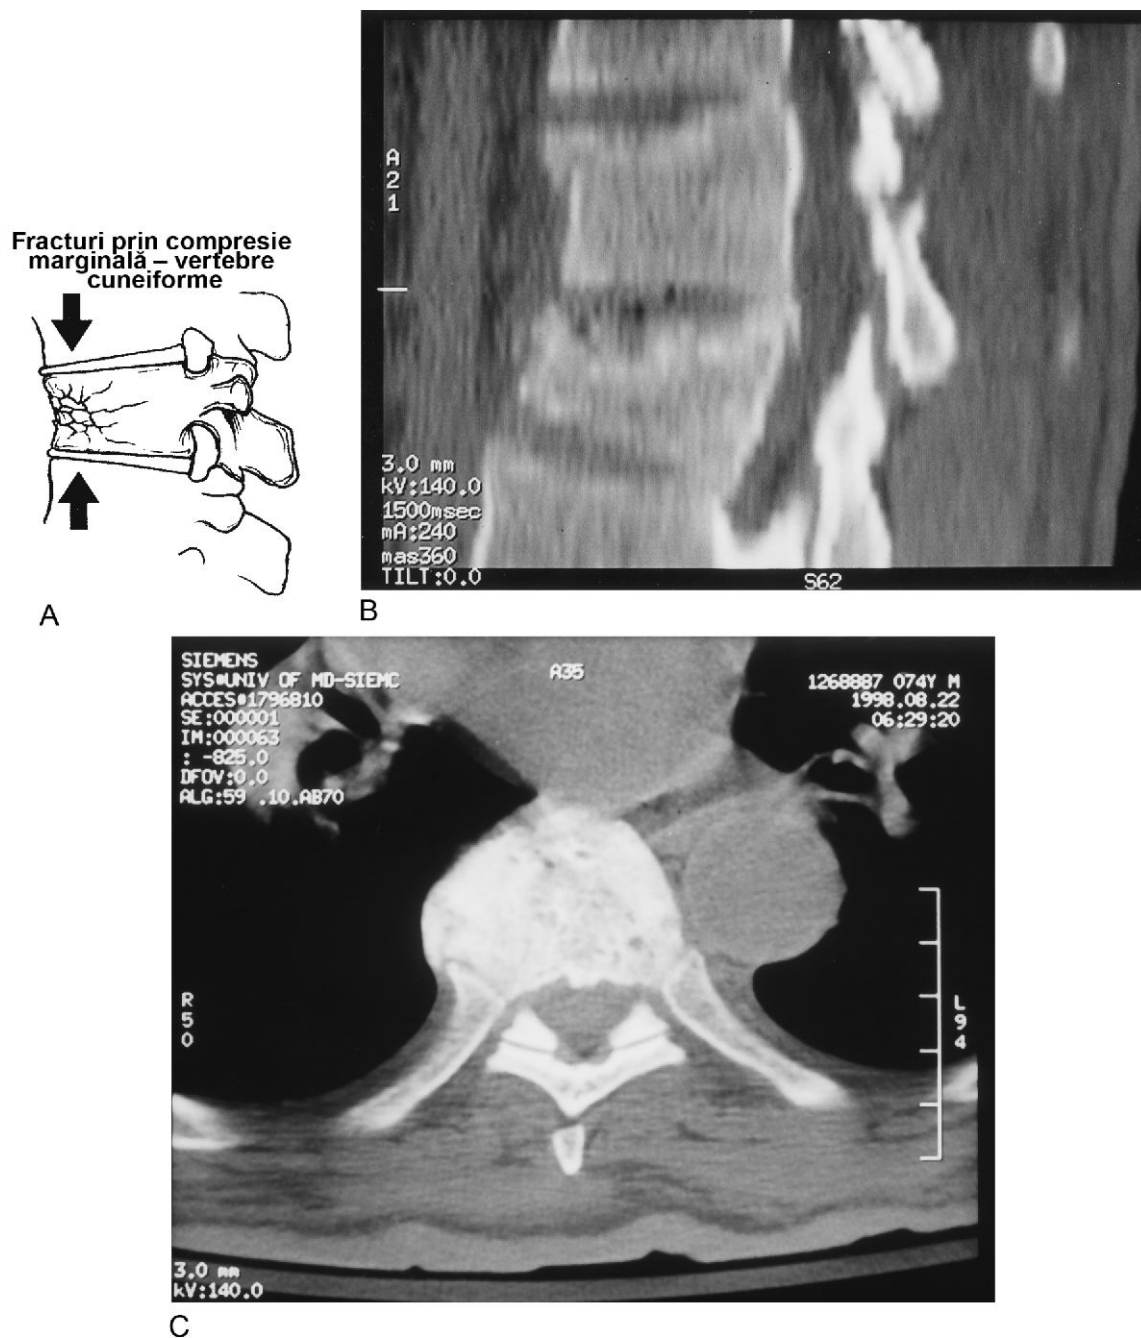 Fracturi prin compresie
marginală – vertebre
cuneiforme
A
A
2
1
3.0 mm
kV:140.0
1500msec
mA:240
mas360
TILT:0.0
S62
B
SIEMENS
SYS#UNIV OF MD-SIEMC
ACCES#1796810
SE:000001
IM:000063
: -825.0
DFOV:0.0
ALG:59 .10.AB70
A35
1268887 074Y M
1998.08.22
06:29:20
R
5
0
L
9
4
3.0 mm
kV:140.0
C